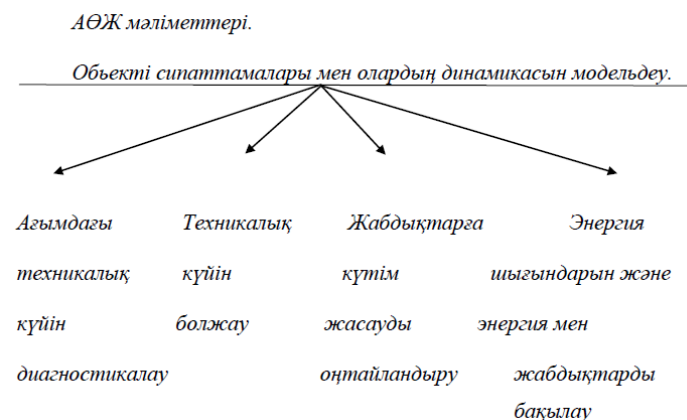 АӨЖ мәліметтері.
Обьекті сипаттамалары мен олардың динамикасын модельдеу.
Ағымдағы Техникалық Жабдықтарға Энергия
техникалық күйін күтім шығындарын және
күйін болжау жасауды энергия мен
диагностикалау оңтайландыру жабдықтарды
бақылау